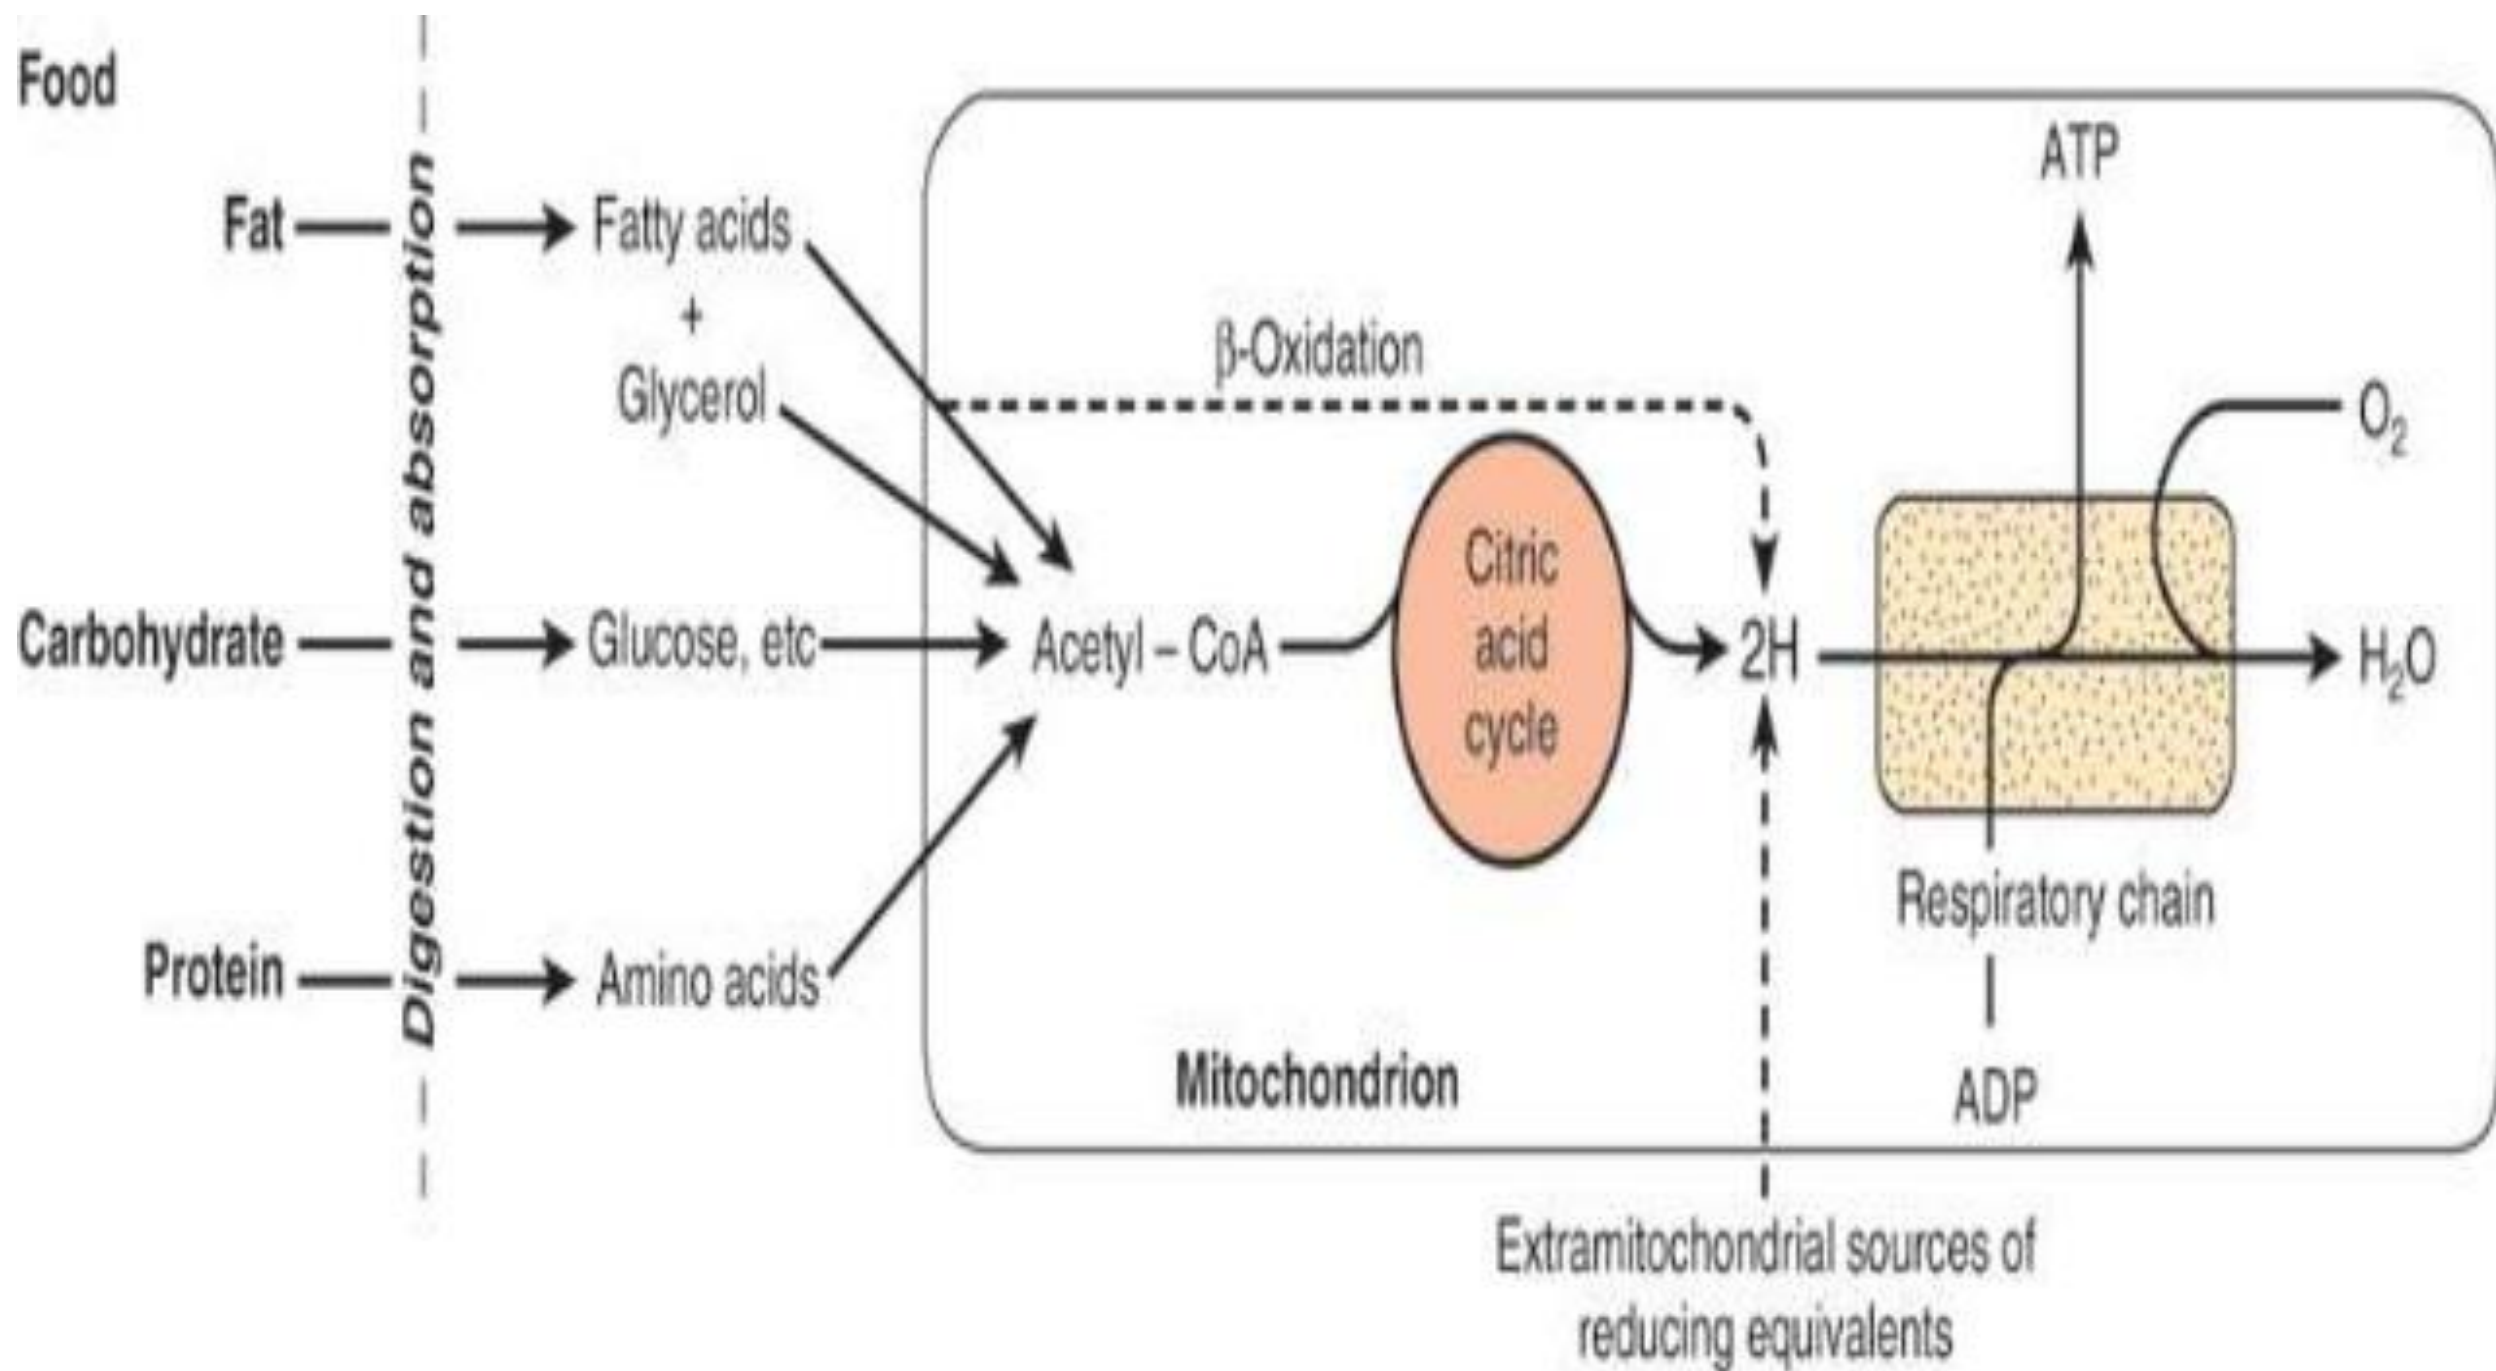 Food
Fat
Fatty acids
+
Glycerol
Carbohydrate
Glucose, etc
Protein
Amino acids
Digestion and absorption
β-Oxidation
Acetyl – CoA
Citric
acid
cycle
2H
ATP
O₂
H₂O
Respiratory chain
ADP
Mitochondrion
Extramitochondrial sources of
reducing equivalents